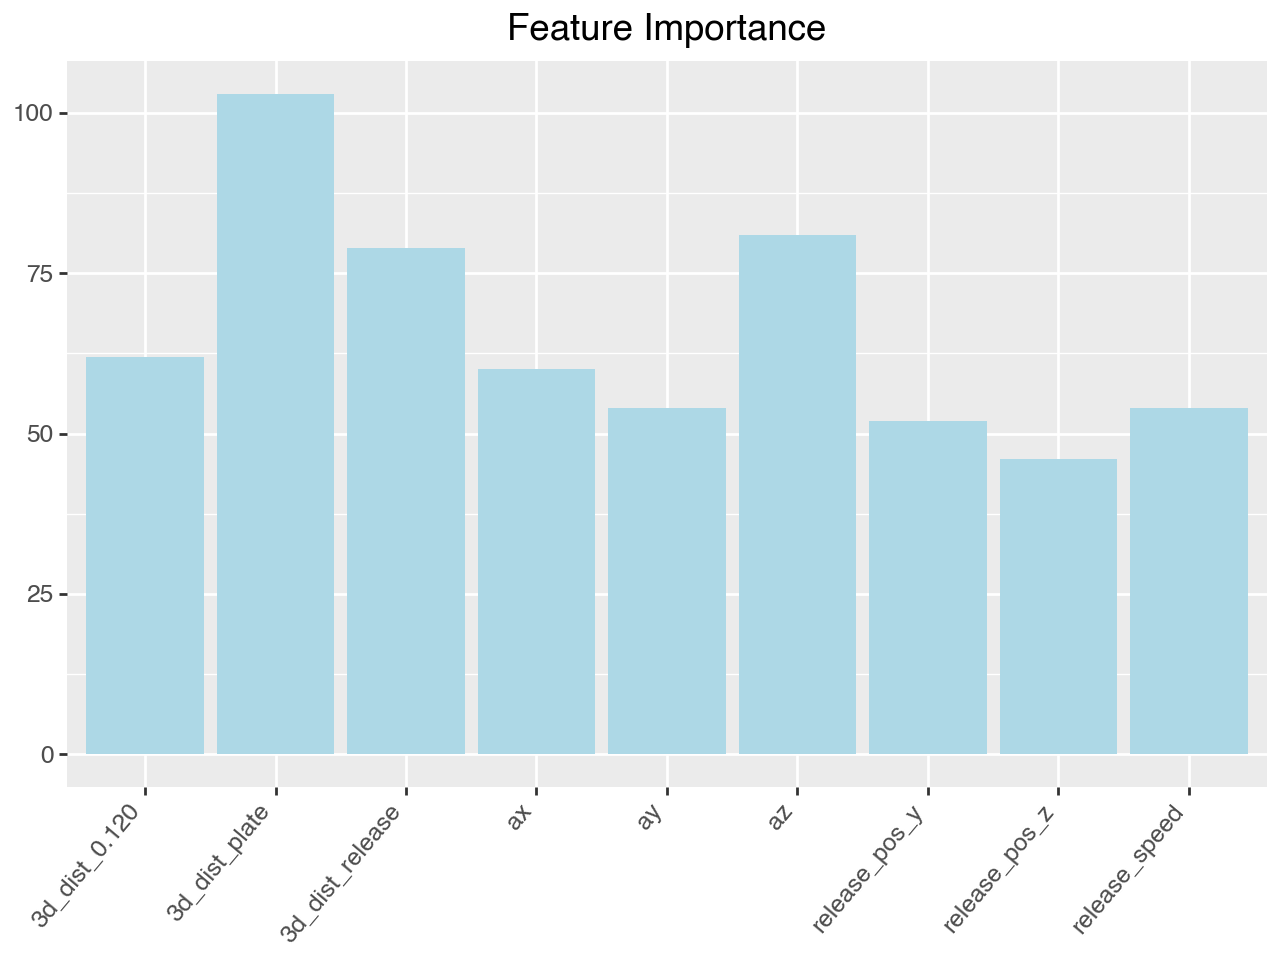 Feature Importance
100
75
50
25
0
3d_dist_0.120
3d_dist_plate
3d_dist_release
ax
ay
az
release_pos_y
release_pos_z
release_speed